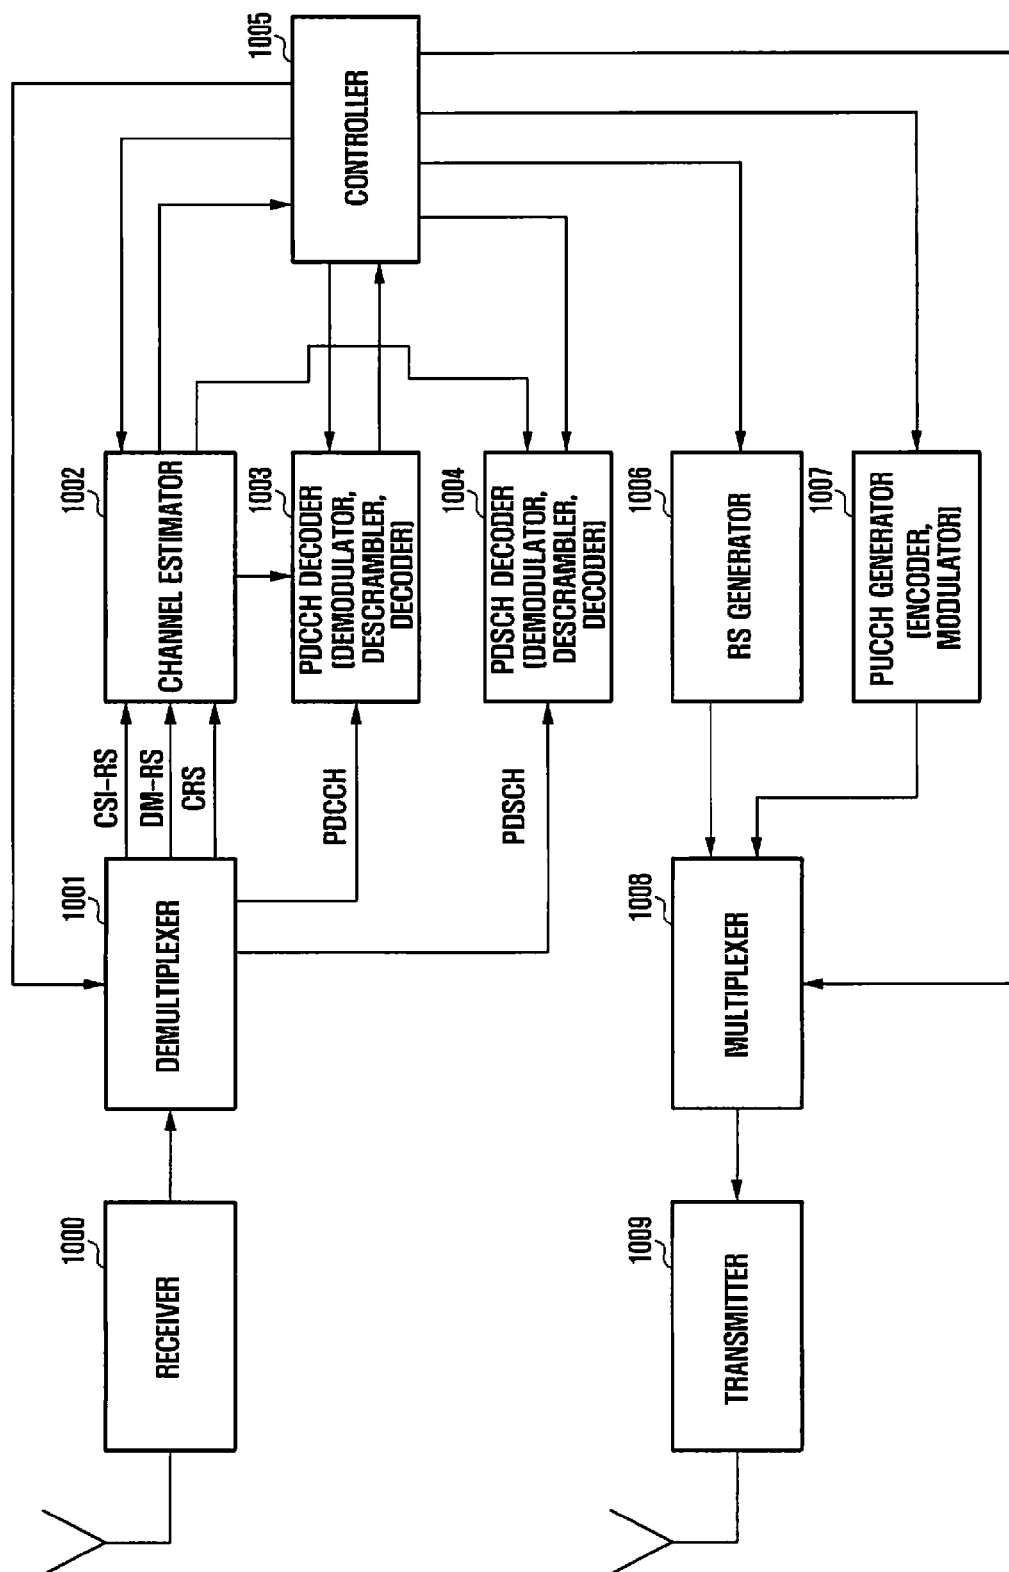 1000
RECEIVER
1001
DEMULTIPLEXER
CSI-RS
DM-RS
CRS
PDCCH
PDSCH
1002
CHANNEL ESTIMATOR
1003
PDCCH DECODER
(DEMODULATOR,
DESCRAMBLER,
DECODER)
1004
PDSCH DECODER
(DEMODULATOR,
DESCRAMBLER,
DECODER)
1005
CONTROLLER
1009
TRANSMITTER
1008
MULTIPLEXER
1006
RS GENERATOR
1007
PUCCH GENERATOR
(ENCODER,
MODULATOR)